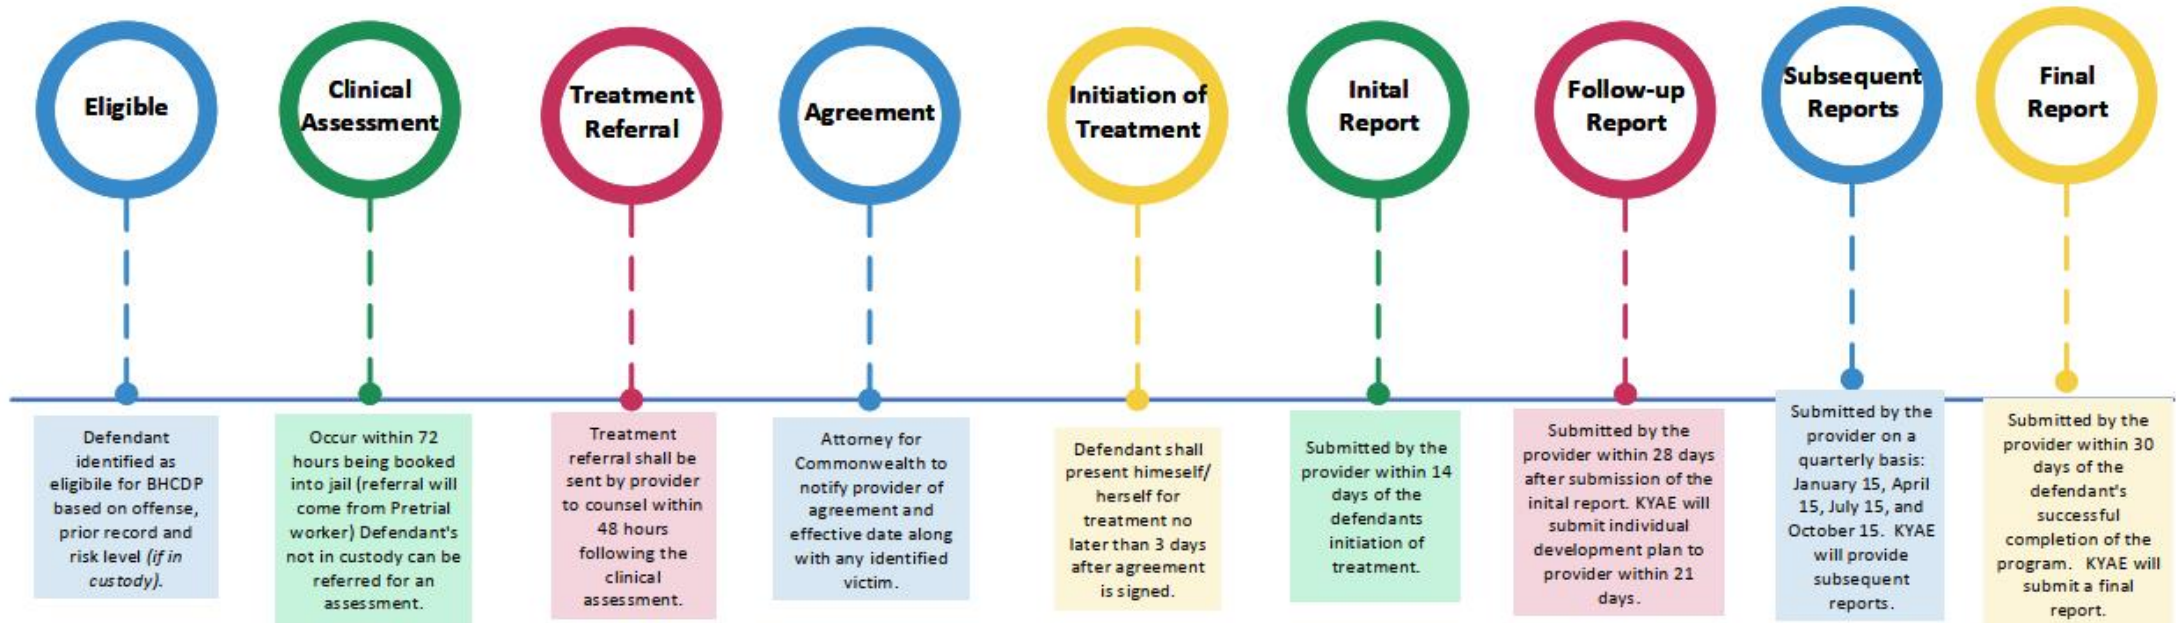 Eligible
Clinical
Assessment
Treatment
Referral
Agreement
Initiation of
Treatment
Inital
Report
Follow-up
Report
Subsequent
Reports
Final
Report
Defendant
identified as
eligibile for BHCDP
based on offense,
prior record and
risk level (if in
custody).
Occur within 72
hours being booked
into jail (referral will
come from Pretrial
worker) Defendant's
not in custody can be
referred for an
assessment.
Treatment
referral shall be
sent by provider
to counsel within
48 hours
following the
clinical
assessment.
Attorney for
Commonwealth to
notify provider of
agreement and
effective date along
with any identified
victim.
Defendant shall
present himeself/
herself for
treatment no
later than 3 days
after agreement
is signed.
Submitted by the
provider within 14
days of the
defendants
initiation of
treatment.
Submitted by the
provider within 28 days
after submission of the
inital report. KYAE will
submit individual
development plan to
provider within 21
days.
Submitted by the
provider on a
quarterly basis:
January 15, April
15, July 15, and
October 15. KYAE
will provide
subsequent
reports.
Submitted by the
provider within 30
days of the
defendant's
successful
completion of the
program. KYAE will
submit a final
report.